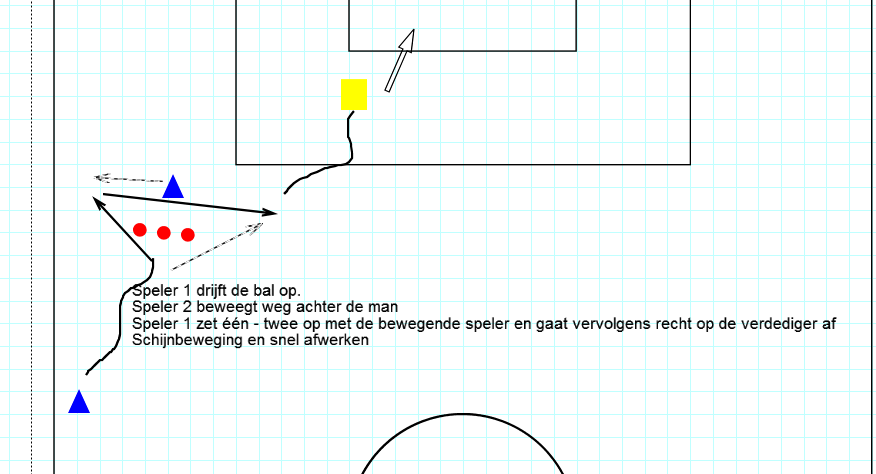 Speler 1 drijft de bal op.
Speler 2 beweegt weg achter de man
Speler 1 zet één - twee op met de bewegende speler en gaat vervolgens recht op de verdediger af
Schijnbeweging en snel afwerken